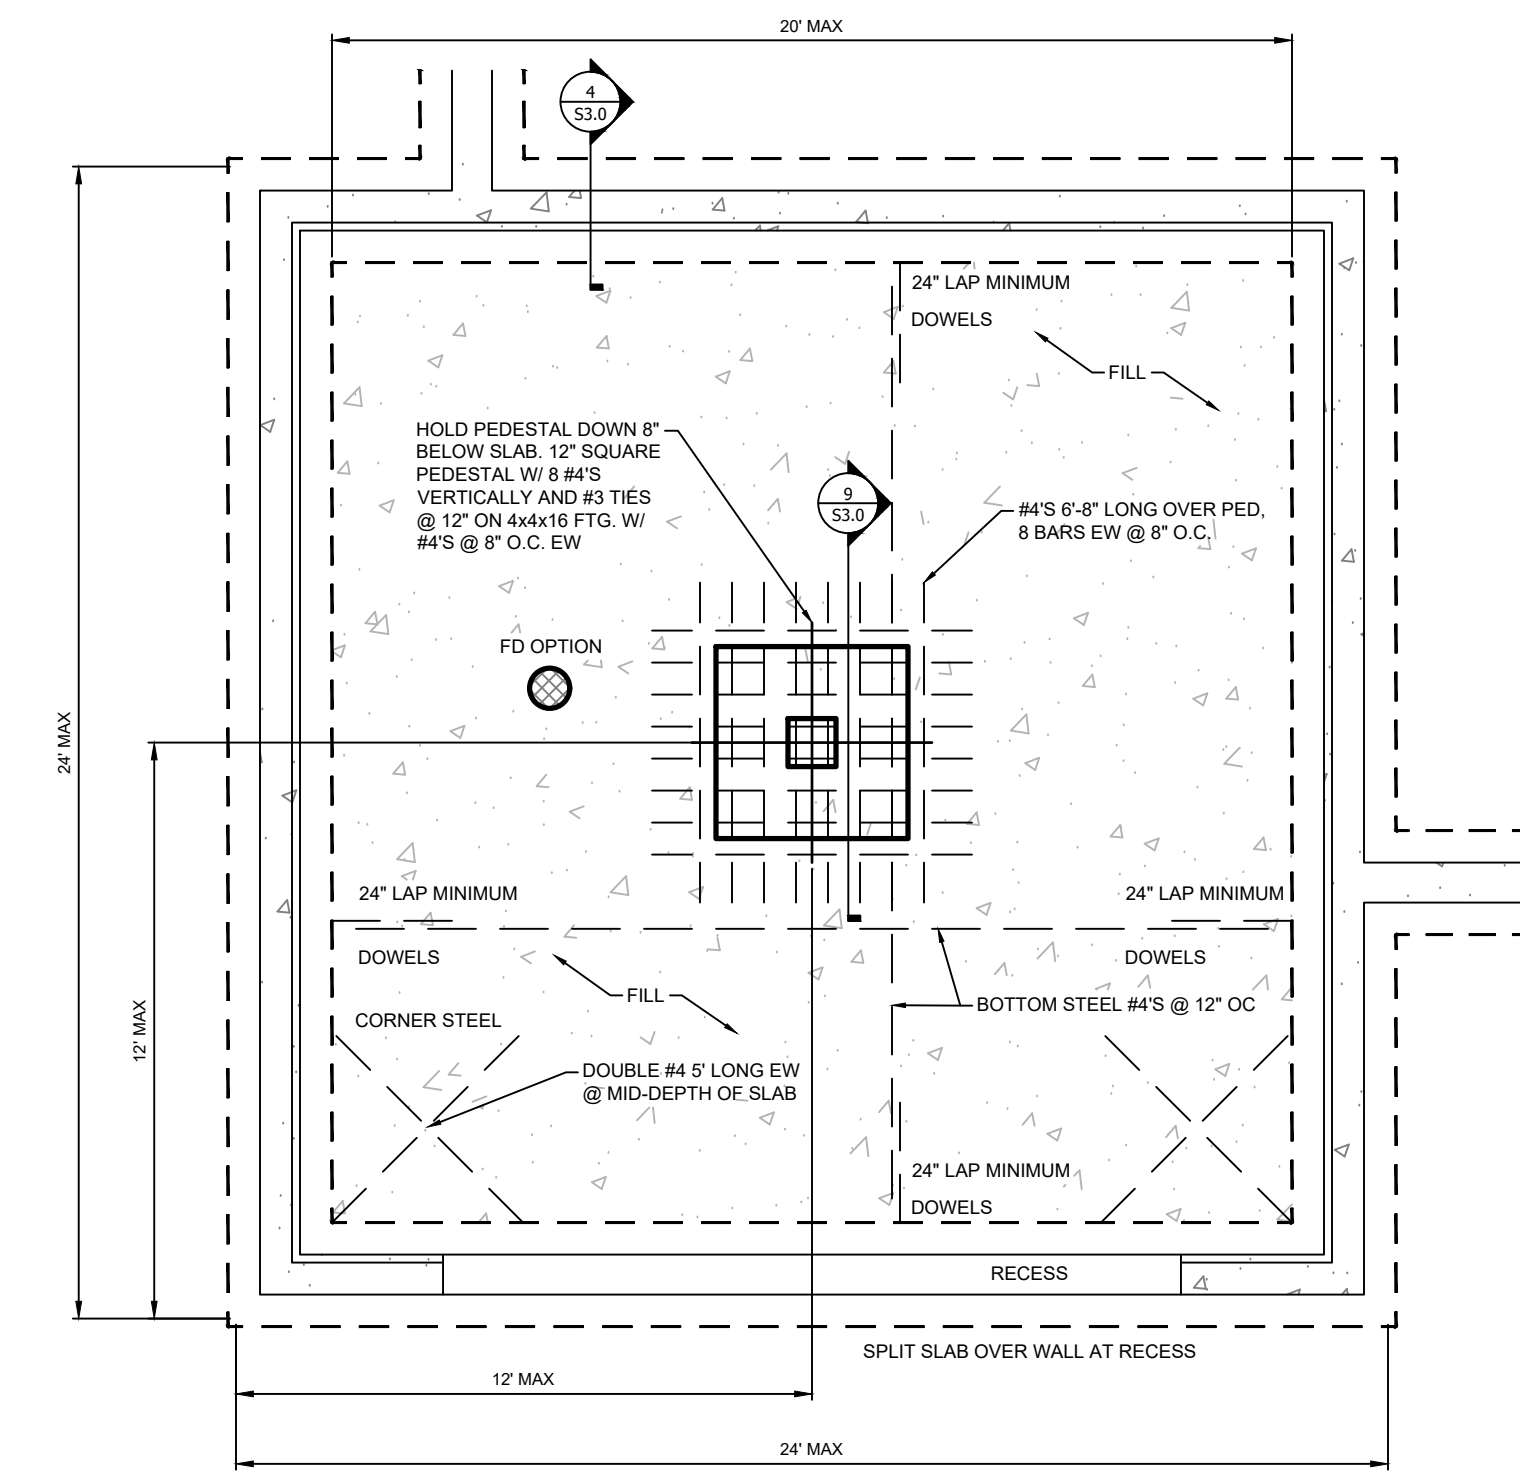 20' MAX
4
S3.0
24" LAP MINIMUM
DOWELS
FILL
HOLD PEDESTAL DOWN 8"
BELOW SLAB. 12" SQUARE
PEDESTAL W/ 8 #4'S
VERTICALLY AND #3 TIES
@ 12" ON 4x4x16 FTG. W/
#4'S @ 8" O.C. EW
9
S3.0
#4'S 6'-8" LONG OVER PED,
8 BARS EW @ 8" O.C.
FD OPTION
24' MAX
24" LAP MINIMUM
24" LAP MINIMUM
DOWELS
DOWELS
FILL
BOTTOM STEEL #4'S @ 12" OC
12' MAX
CORNER STEEL
DOUBLE #4 5' LONG EW
@ MID-DEPTH OF SLAB
24" LAP MINIMUM
DOWELS
RECESS
SPLIT SLAB OVER WALL AT RECESS
12' MAX
24' MAX